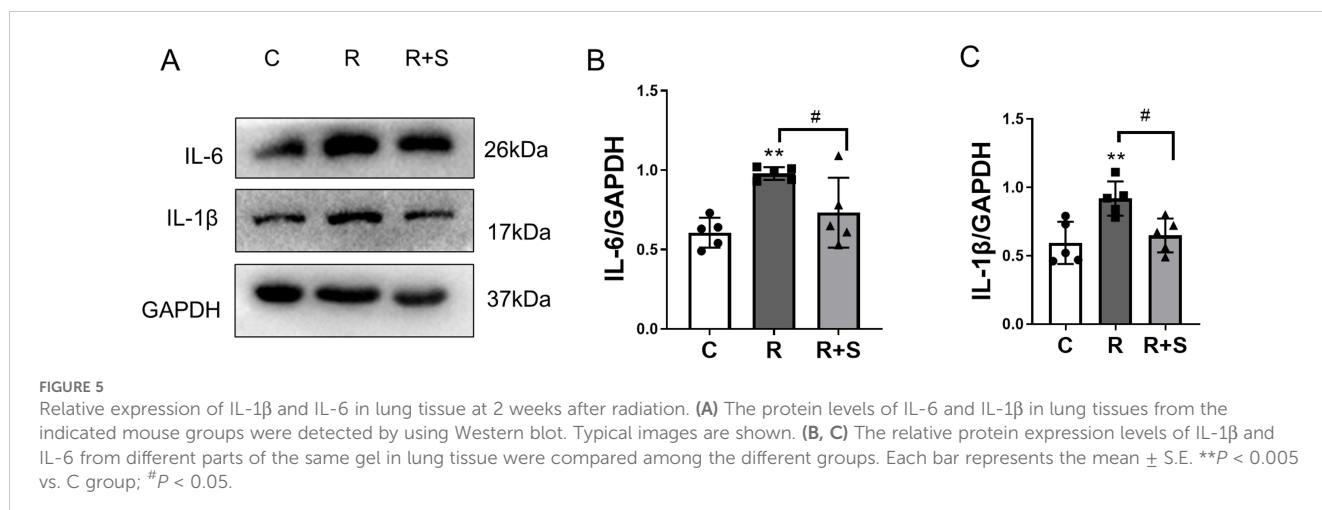 A
C R R+S
IL-6
26kDa
IL-1β
17kDa
GAPDH
37kDa
B
IL-6/GAPDH
1.5
1.0
0.5
0.0
**
#
C R R+S
C
IL-1β/GAPDH
1.5
1.0
0.5
0.0
**
#
C R R+S
FIGURE 5
Relative expression of IL-1β and IL-6 in lung tissue at 2 weeks after radiation. (A) The protein levels of IL-6 and IL-1β in lung tissues from the
indicated mouse groups were detected by using Western blot. Typical images are shown. (B, C) The relative protein expression levels of IL-1β and
IL-6 from different parts of the same gel in lung tissue were compared among the different groups. Each bar represents the mean ± S.E. **P < 0.005
vs. C group; #P < 0.05.